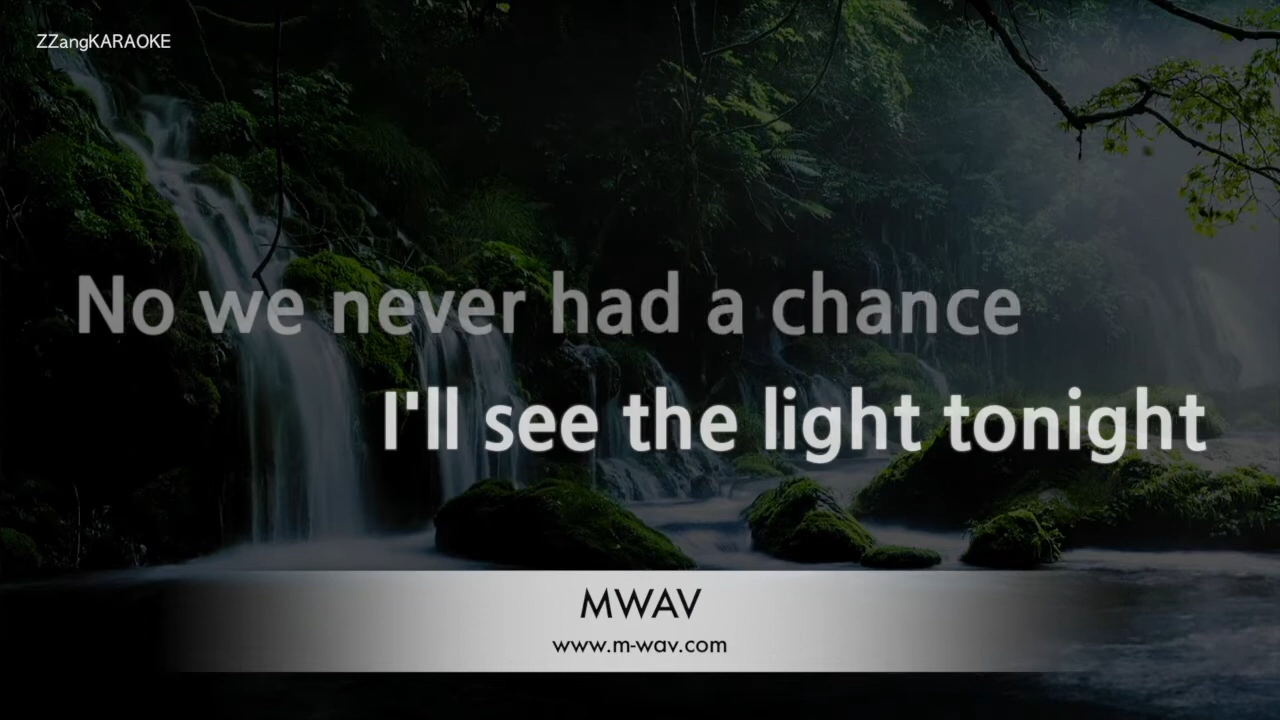 ZZangKARAOKE
No we never had a chance
I'll see the light tonight
MWAV
www.m-wav.com